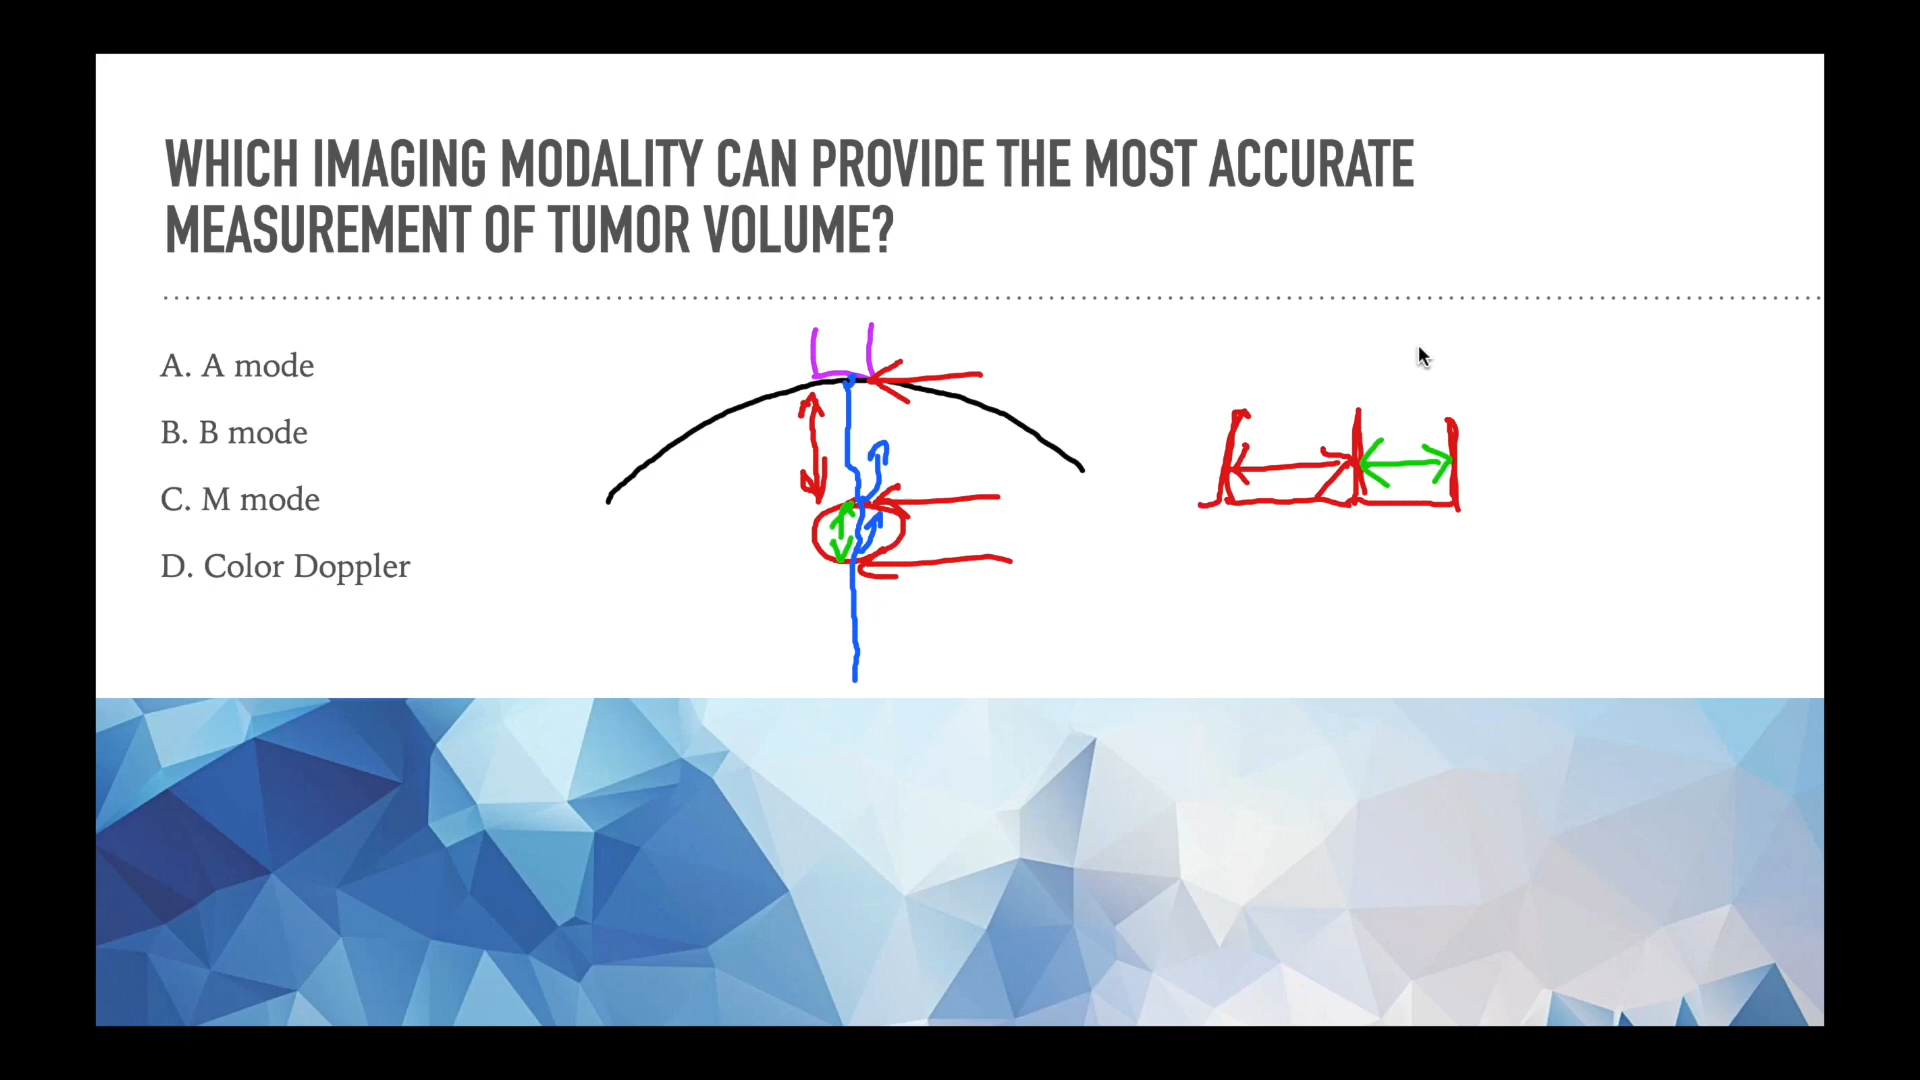 WHICH IMAGING MODALITY CAN PROVIDE THE MOST ACCURATE
MEASUREMENT OF TUMOR VOLUME?
A. A mode
B. B mode
C. M mode
D. Color Doppler